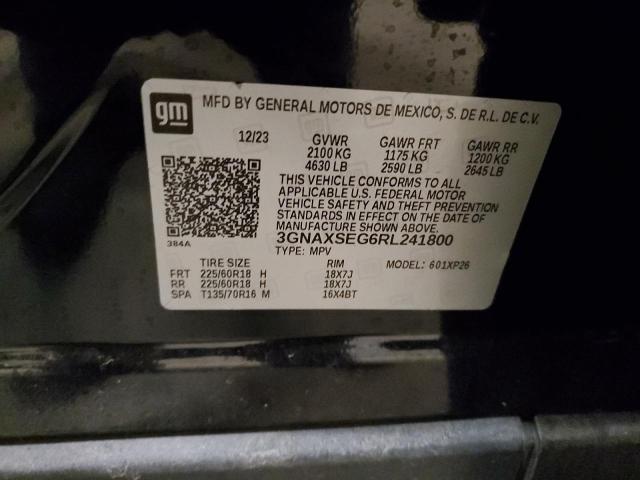 gm MFD BY GENERAL MOTORS DE MEXICO, S. DE R.L. DE C.V.
12/23 GVWR GAWR FRT GAWR RR
2100 KG 1175 KG 1200 KG
4630 LB 2590 LB 2645 LB
THIS VEHICLE CONFORMS TO ALL
APPLICABLE U.S. FEDERAL MOTOR
VEHICLE SAFETY AND THEFT PREVENTION
STANDARDS IN EFFECT ON THE DATE OF
MANUFACTURE SHOWN ABOVE.
384A 3GNAXSEG6RL241800
TYPE: MPV
TIRE SIZE RIM MODEL: 601XP26
FRT 225/60R18 H 18X7J
RR 225/60R18 H 18X7J
SPA T135/70R16 M 16X4BT